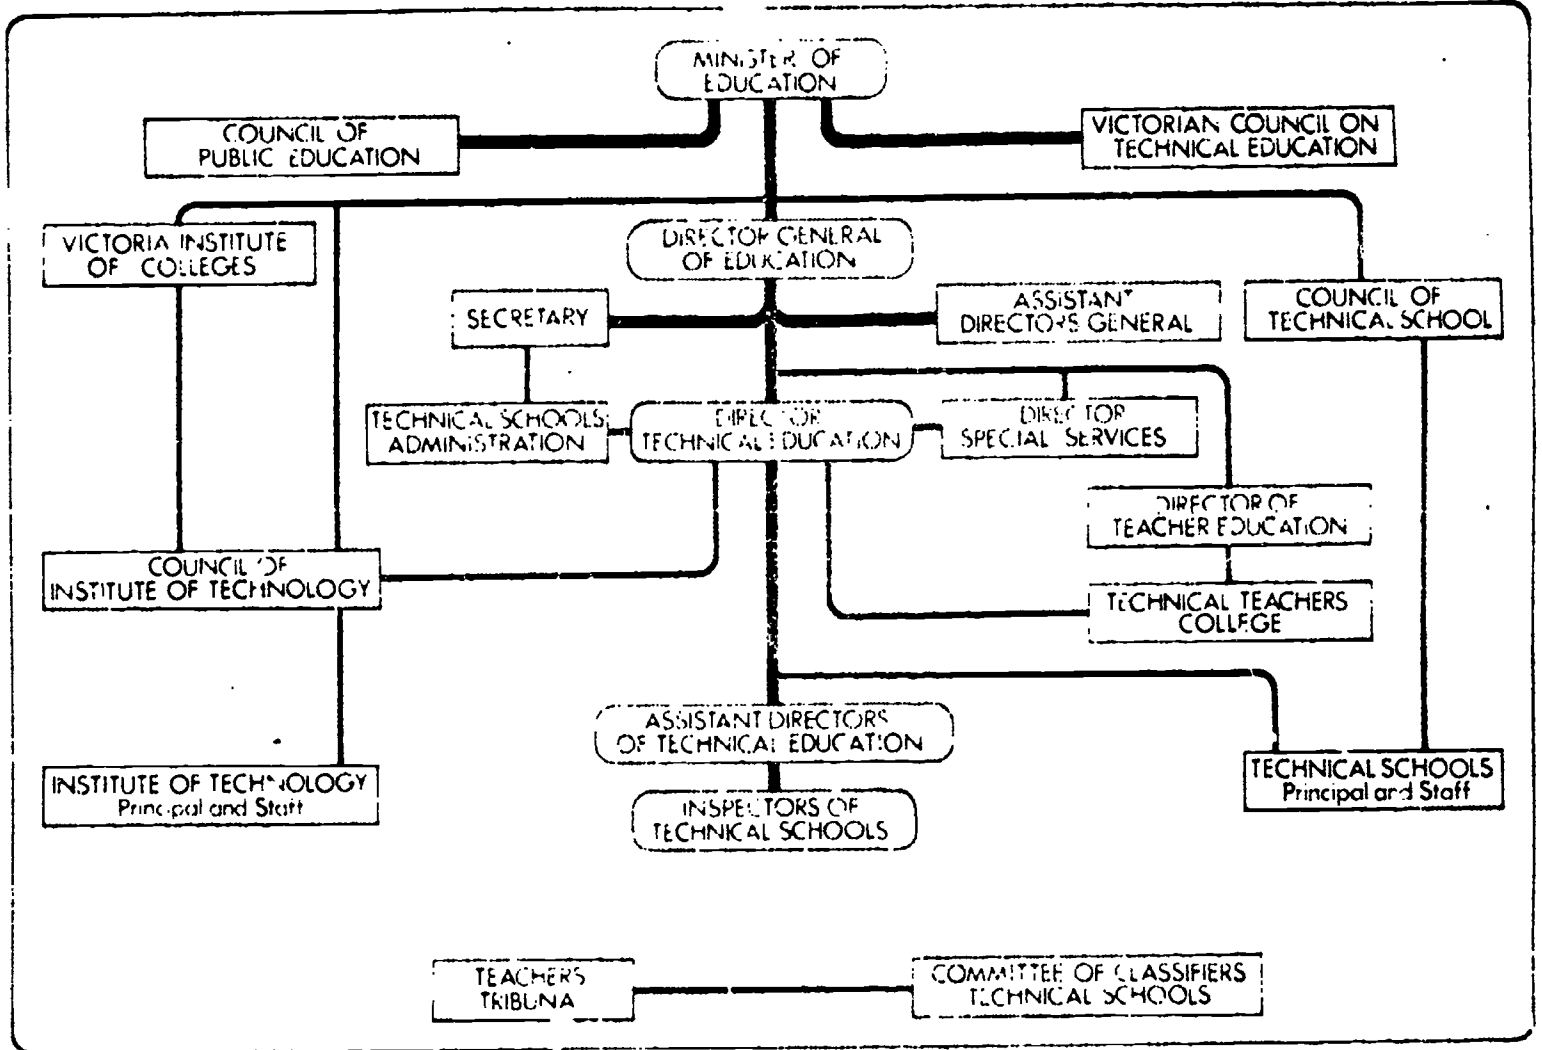 MINISTER OF
EDUCATION
COUNCIL OF
PUBLIC EDUCATION
VICTORIAN COUNCIL ON
TECHNICAL EDUCATION
VICTORIA INSTITUTE
OF COLLEGES
DIRECTOR GENERAL
OF EDUCATION
SECRETARY
ASSISTANT
DIRECTORS GENERAL
COUNCIL OF
TECHNICAL SCHOOL
TECHNICAL SCHOOLS
ADMINISTRATION
DIRECTOR
TECHNICAL EDUCATION
DIRECTOR
SPECIAL SERVICES
DIRECTOR OF
TEACHER EDUCATION
COUNCIL OF
INSTITUTE OF TECHNOLOGY
TECHNICAL TEACHERS
COLLEGE
ASSISTANT DIRECTORS
OF TECHNICAL EDUCATION
INSTITUTE OF TECHNOLOGY
Principal and Staff
TECHNICAL SCHOOLS
Principal and Staff
INSPECTORS OF
TECHNICAL SCHOOLS
TEACHERS
TRIBUNA
COMMITTEE OF CLASSIFIERS
TECHNICAL SCHOOLS